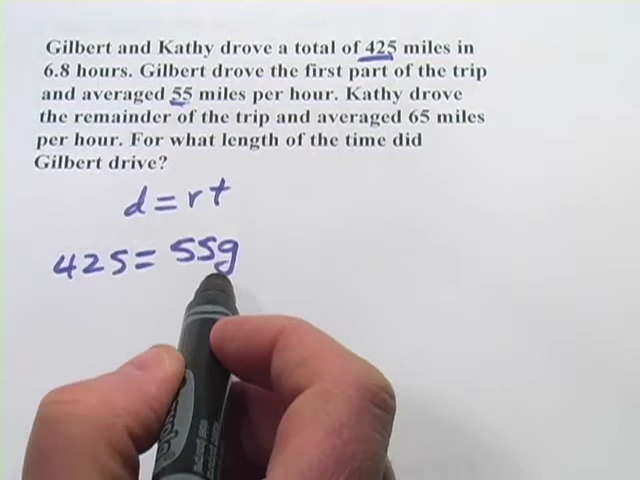 Gilbert and Kathy drove a total of 425 miles in
6.8 hours. Gilbert drove the first part of the trip
and averaged 55 miles per hour. Kathy drove
the remainder of the trip and averaged 65 miles
per hour. For what length of the time did
Gilbert drive?
d = rt
425 = 55g